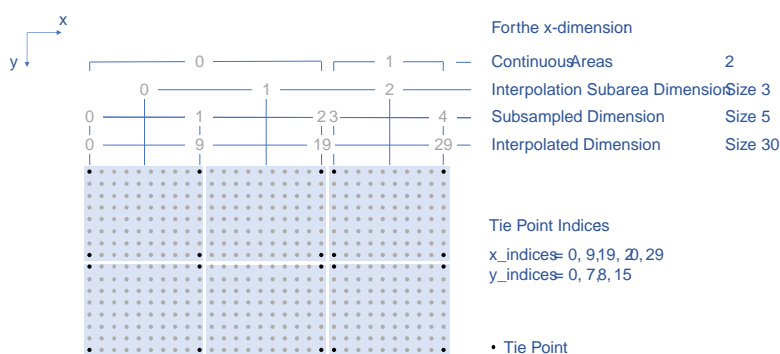 x
Forthe x-dimension:
y
0 1
Continuous Areas 2
0 1 2
Interpolation Subarea Dimension Size 3
0 1 2 3 4
Subsampled Dimension Size 5
0 9 19 29
Interpolated Dimension Size 30
Tie Point Indices
x_indices= 0, 9,19, 20, 29
y_indices= 0, 7,8, 15
• Tie Point